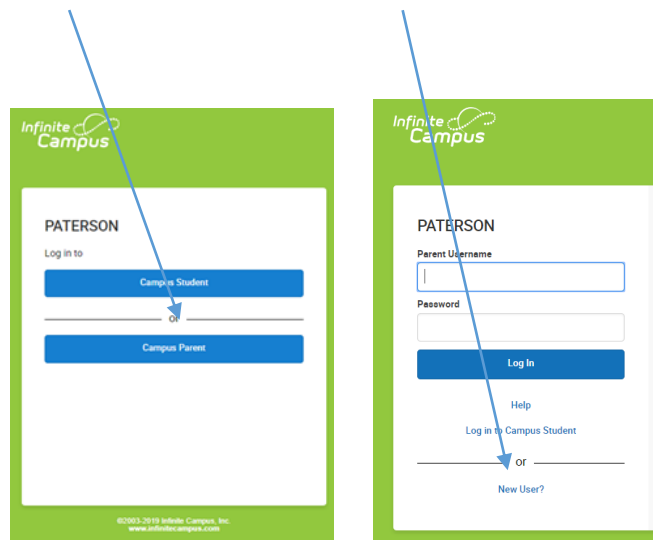 Infinite
Campus
PATERSON
Log in to
Campus Student
or
Campus Parent
©2003-2019 Infinite Campus, Inc.
www.infinitecampus.com
Infinite
Campus
PATERSON
Parent Username
Password
Log In
Help
Log in to Campus Student
or
New User?